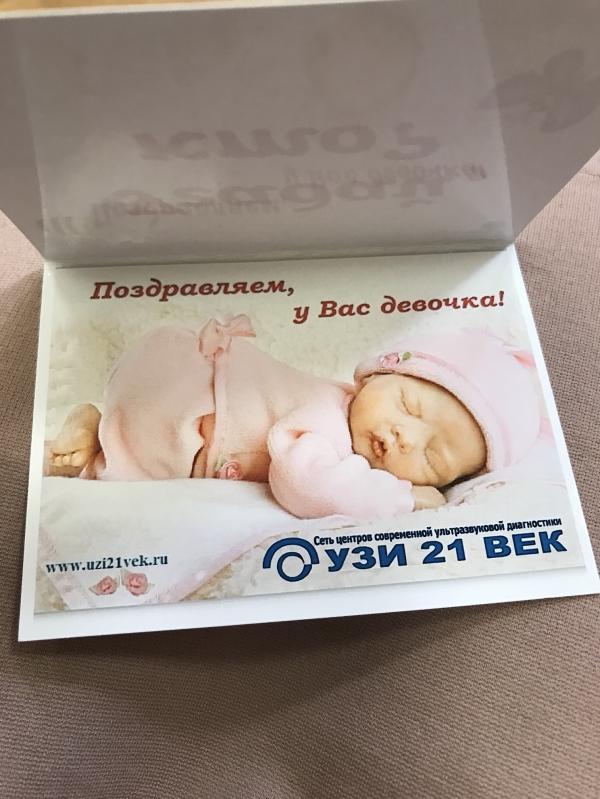 Поздравляем,
у Вас девочка!
Сеть центров современной ультразвуковой диагностики
УЗИ 21 ВЕК
www.uzi21vek.ru